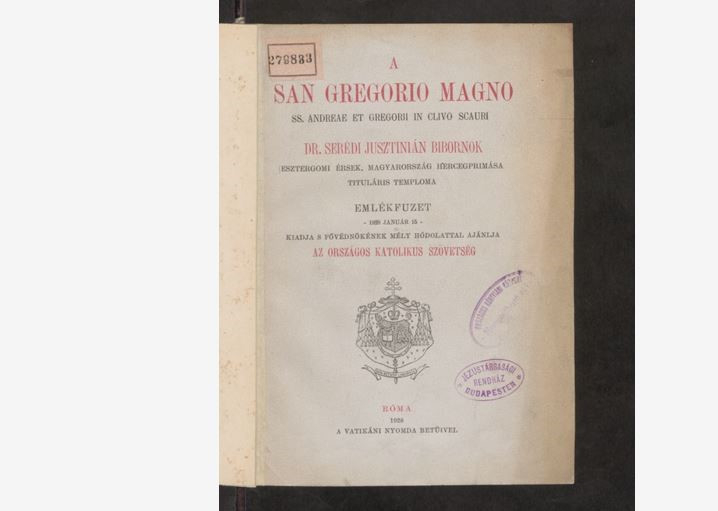 279833
A
SAN GREGORIO MAGNO
SS. ANDREAE ET GREGORII IN CLIVO SCAURI
DR. SERÉDI JUSZTINIÁN BIBORNOK
ESZTERGOMI ÉRSEK, MAGYARORSZÁG HERCEGPRIMÁSA
TITULÁRIS TEMPLOMA
EMLÉKFUZET
- 1928 JANUÁR 15 -
KIADJA S FŐVÉDNÖKÉNEK MÉLY HÓDOLATTAL AJÁNLJA
AZ ORSZÁGOS KATOLIKUS SZÖVETSÉG
JÉZUSTÁRSASÁGI
RENDHÁZ
BUDAPESTEN
RÓMA
1928
A VATIKÁNI NYOMDA BETŰIVEL